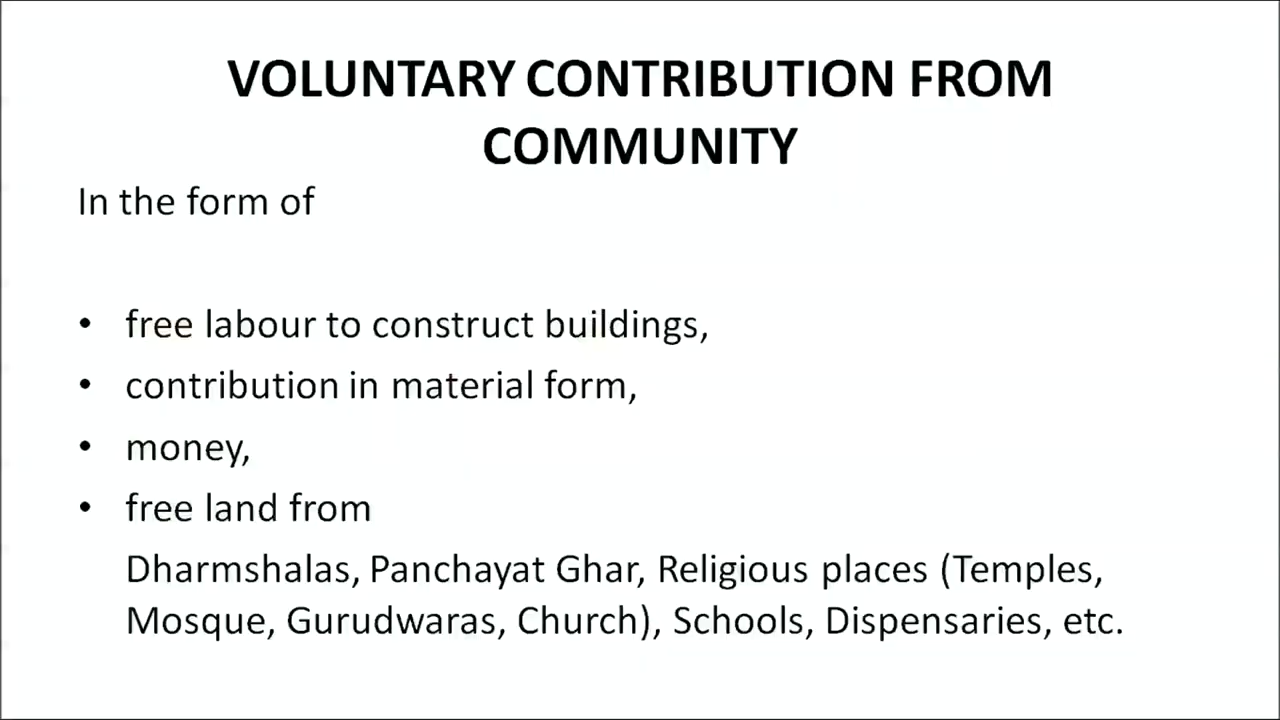 VOLUNTARY CONTRIBUTION FROM
COMMUNITY
In the form of
• free labour to construct buildings,
• contribution in material form,
• money,
• free land from
Dharmshalas, Panchayat Ghar, Religious places (Temples,
Mosque, Gurudwaras, Church), Schools, Dispensaries, etc.